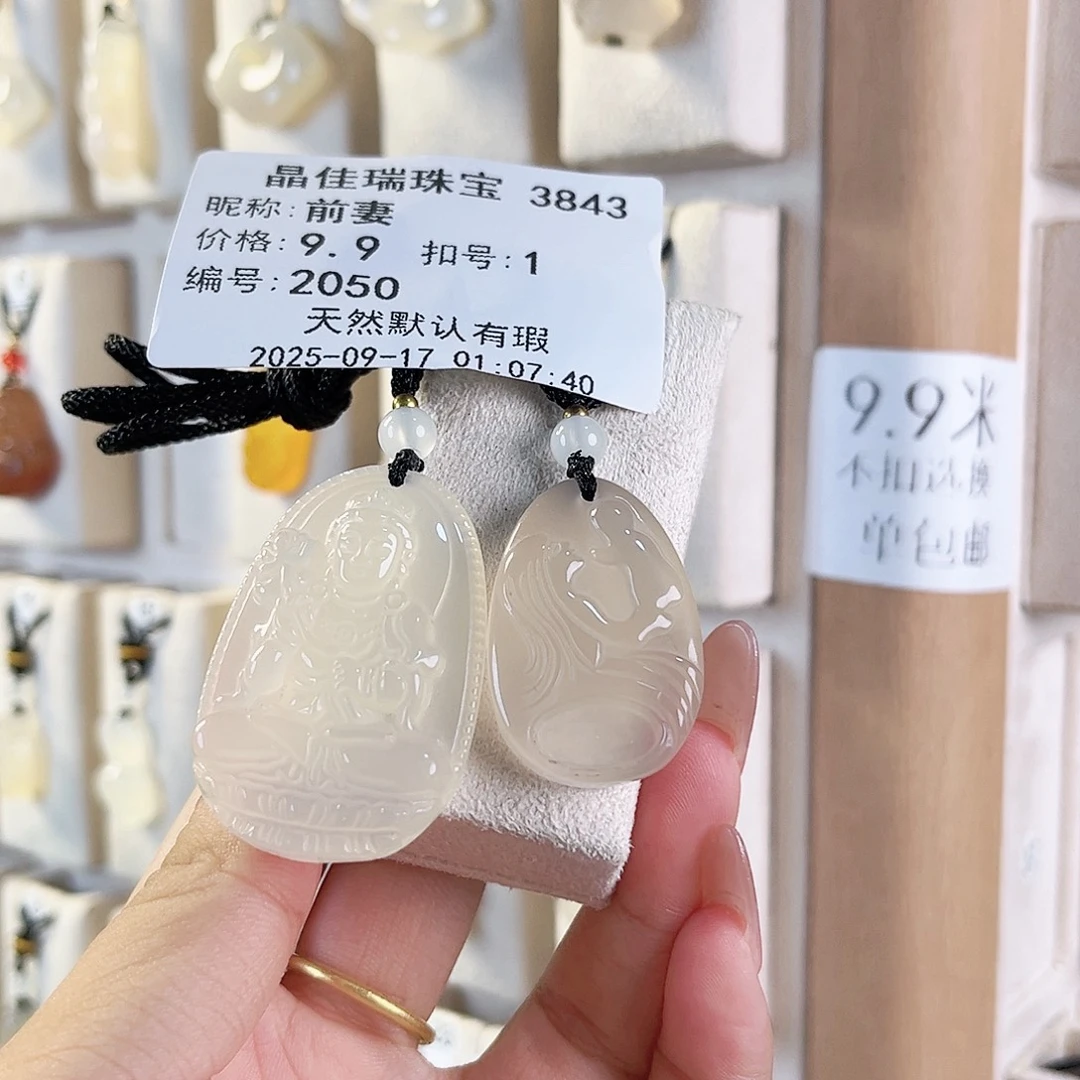 晶佳瑞珠宝 3843
昵称:前妻
价格:9.9 扣号:1
编号:2050
天然默认有瑕
2025-09-17 01:07:40
9.9米
不扣选换
单包邮